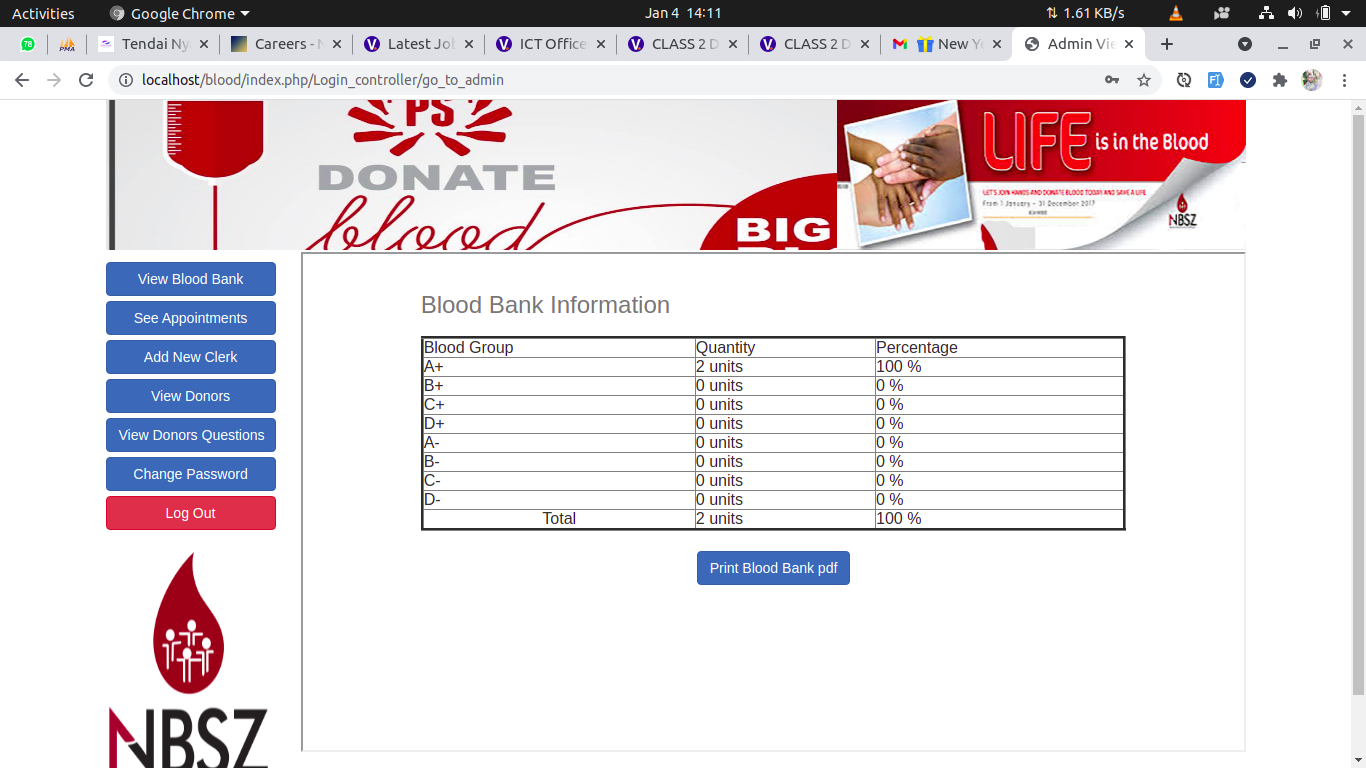 Activities Google Chrome Jan 4 14:11 1.61 KB/s
78 PMA Tendai Ny Careers - N Latest Job ICT Office CLASS 2 D CLASS 2 D New Ye Admin Vie
localhost/blood/index.php/Login_controller/go_to_admin
PS
DONATE
blood
BIG
LIFE is in the Blood
LET'S JOIN HANDS AND DONATE BLOOD TODAY AND SAVE A LIFE
From 1 January - 31 December 2017
NBSZ
View Blood Bank
See Appointments
Add New Clerk
View Donors
View Donors Questions
Change Password
Log Out
NBSZ
Blood Bank Information
Blood Group Quantity Percentage
A+ 2 units 100 %
B+ 0 units 0 %
C+ 0 units 0 %
D+ 0 units 0 %
A- 0 units 0 %
B- 0 units 0 %
C- 0 units 0 %
D- 0 units 0 %
Total 2 units 100 %
Print Blood Bank pdf